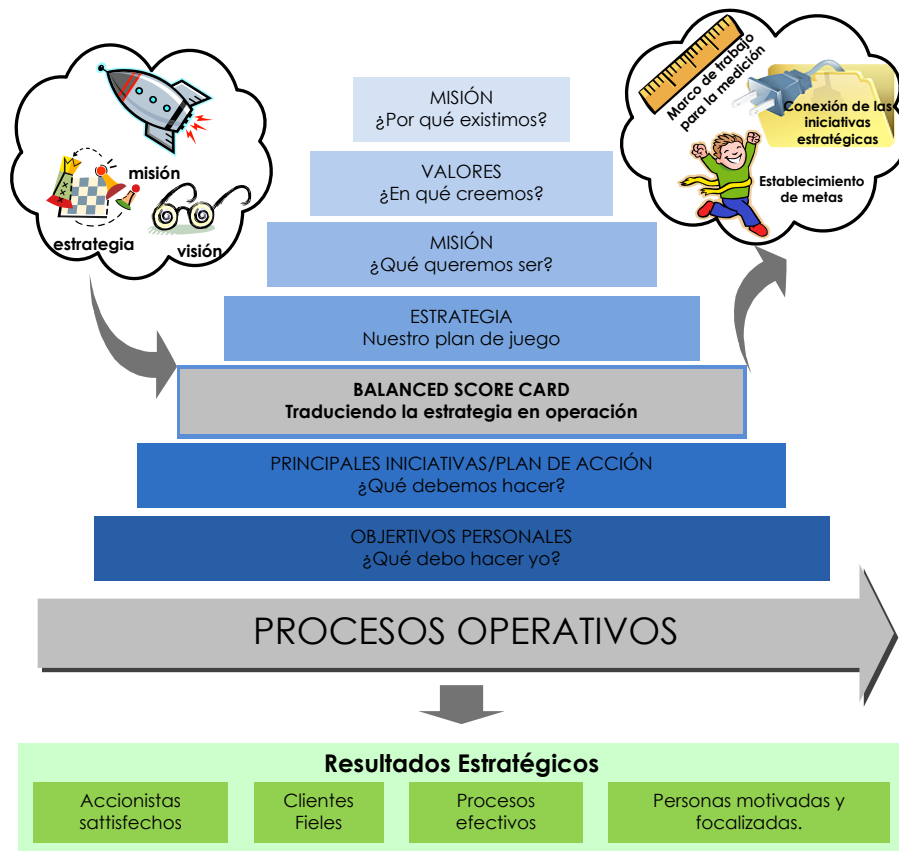 misión
estrategia
visión
Marco de trabajo
para la medición
Conexión de las
iniciativas
estratégicas
Establecimiento
de metas
MISIÓN
¿Por qué existimos?
VALORES
¿En qué creemos?
MISIÓN
¿Qué queremos ser?
ESTRATEGIA
Nuestro plan de juego
BALANCED SCORE CARD
Traduciendo la estrategia en operación
PRINCIPALES INICIATIVAS/PLAN DE ACCIÓN
¿Qué debemos hacer?
OBJERTIVOS PERSONALES
¿Qué debo hacer yo?
PROCESOS OPERATIVOS
Resultados Estratégicos
Accionistas
sattisfechos
Clientes
Fieles
Procesos
efectivos
Personas motivadas y
focalizadas.